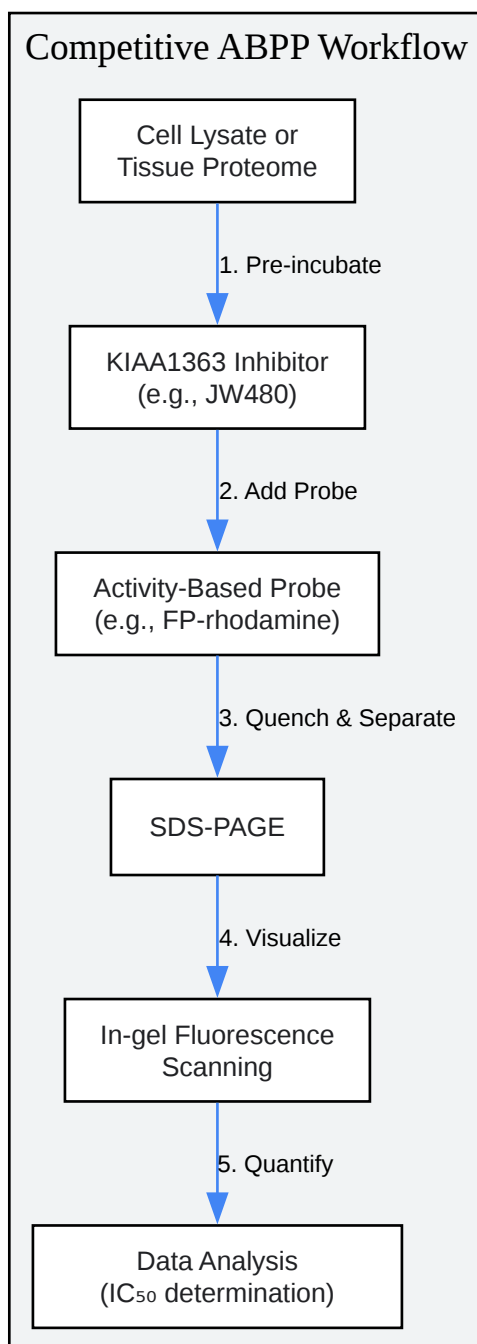 Competitive ABPP Workflow
Cell Lysate or
Tissue Proteome
1. Pre-incubate
KIAA1363 Inhibitor
(e.g., JW480)
2. Add Probe
Activity-Based Probe
(e.g., FP-rhodamine)
3. Quench & Separate
SDS-PAGE
4. Visualize
In-gel Fluorescence
Scanning
5. Quantify
Data Analysis
(IC₅₀ determination)